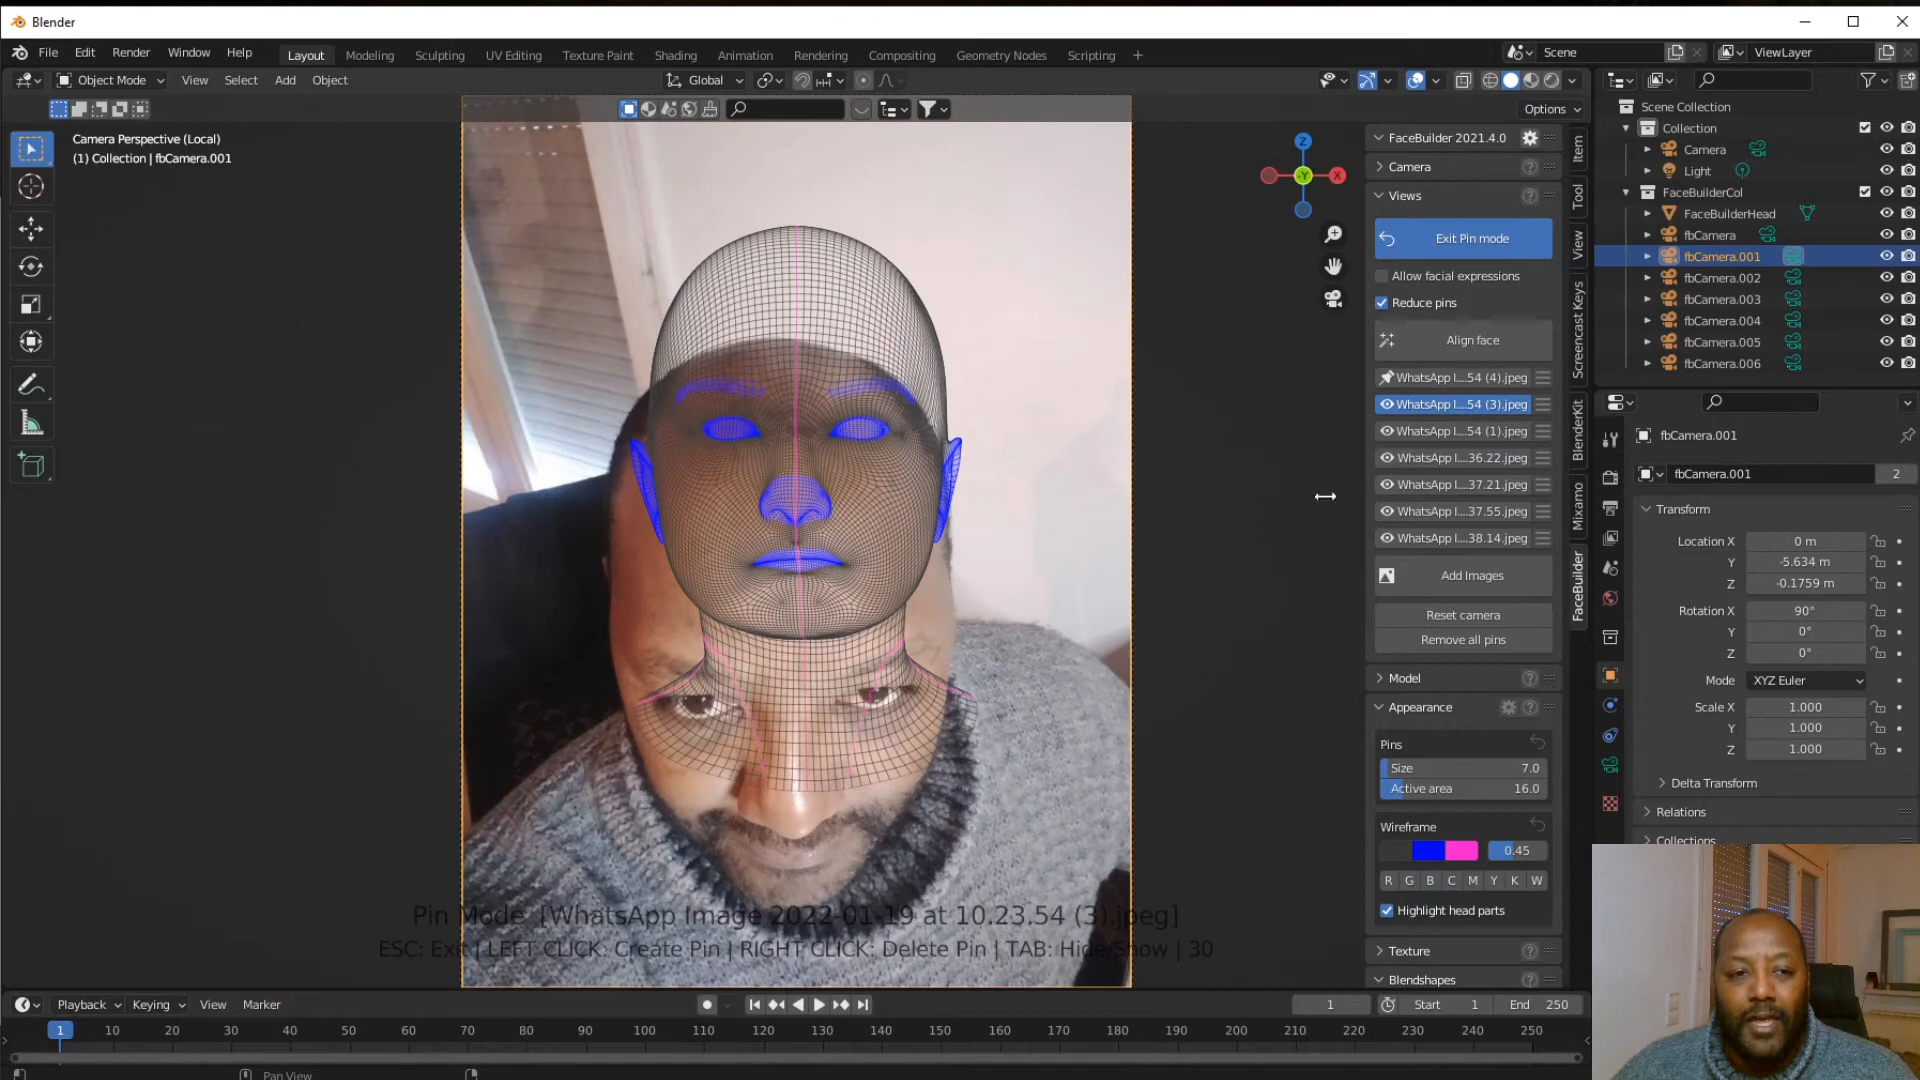 Blender
File Edit Render Window Help
Layout Modeling Sculpting UV Editing Texture Paint Shading Animation Rendering Compositing Geometry Nodes Scripting +
Scene
ViewLayer
Object Mode View Select Add Object
Global
Options
Camera Perspective (Local)
(1) Collection | fbCamera.001
Z
X
-Y
FaceBuilder 2021.4.0
Camera
Views
Exit Pin mode
Allow facial expressions
Reduce pins
Align face
WhatsApp I....54 (4).jpeg
WhatsApp I....54 (3).jpeg
WhatsApp I....54 (1).jpeg
WhatsApp I....36.22.jpeg
WhatsApp I....37.21.jpeg
WhatsApp I....37.55.jpeg
WhatsApp I....38.14.jpeg
Add Images
Reset camera
Remove all pins
Model
Appearance
Pins
Size 7.0
Active area 16.0
Wireframe
0.45
R G B C M Y K W
Highlight head parts
Texture
Blendshapes
Item
Tool
View
Screencast Keys
BlenderKit
Mixamo
FaceBuilder
Scene Collection
Collection
Camera
Light
FaceBuilderCol
FaceBuilderHead
fbCamera
fbCamera.001
fbCamera.002
fbCamera.003
fbCamera.004
fbCamera.005
fbCamera.006
fbCamera.001
fbCamera.001 2
Transform
Location X 0 m
Y -5.634 m
Z -0.1759 m
Rotation X 90°
Y 0°
Z 0°
Mode XYZ Euler
Scale X 1.000
Y 1.000
Z 1.000
Delta Transform
Relations
Collections
Pin Mode [WhatsApp Image 2022-01-19 at 10.23.54 (3).jpeg]
ESC: Exit | LEFT CLICK: Create Pin | RIGHT CLICK: Delete Pin | TAB: Hide/Show | 30
Playback Keying View Marker
1 Start 1 End 250
1 10 20 30 40 50 60 70 80 90 100 110 120 130 140 150 160 170 180 190 200 210 220 230 240 250
Pan View